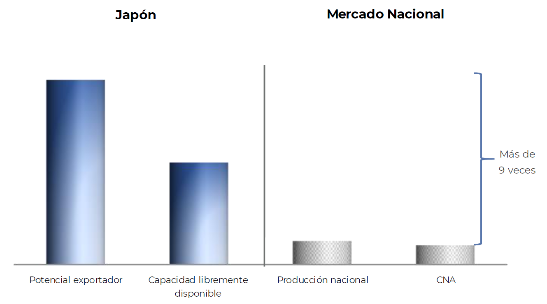 Japón
Mercado Nacional
Más de
9 veces
Potencial exportador
Capacidad libremente
disponible
Producción nacional
CNA